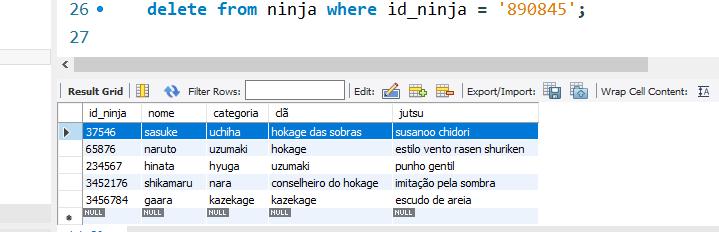 26 delete from ninja where id_ninja = '890845';
27
Result Grid Filter Rows: Edit: Export/Import: Wrap Cell Content: IA
id_ninja nome categoria clã jutsu
37546 sasuke uchiha hokage das sobras susanoo chidori
65876 naruto uzumaki hokage estilo vento rasen shuriken
234567 hinata hyuga uzumaki punho gentil
3452176 shikamaru nara conselheiro do hokage imitação pela sombra
3456784 gaara kazekage kazekage escudo de areia
NULL NULL NULL NULL NULL